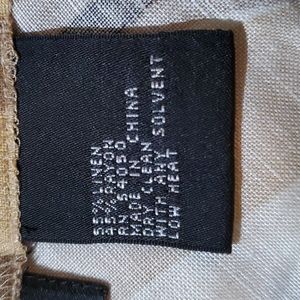 55% LINEN
45% RAYON
RN 54050
MADE IN CHINA
DRY CLEAN
WITH ANY SOLVENT
LOW HEAT